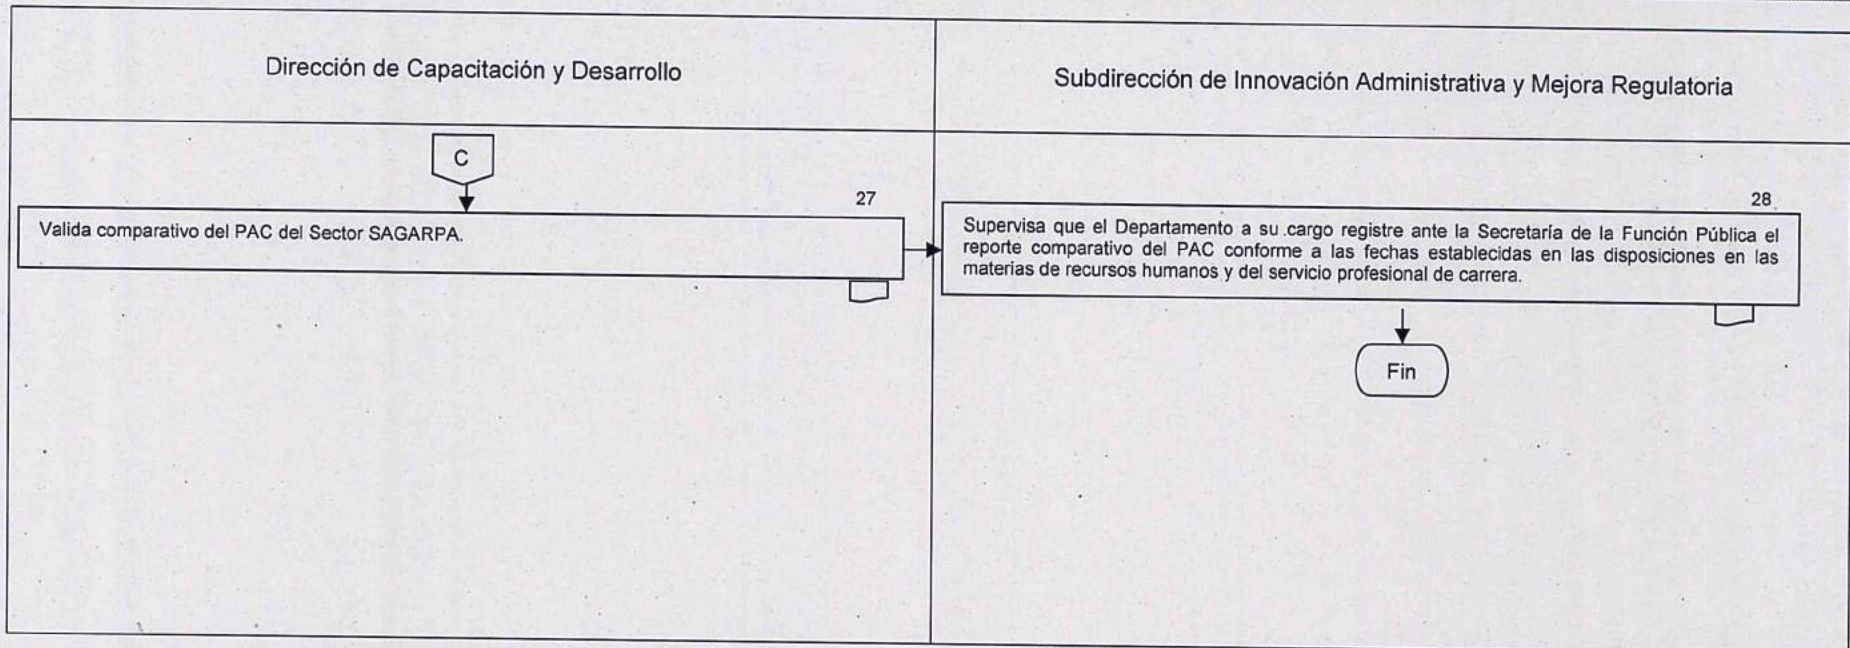 Dirección de Capacitación y Desarrollo
Subdirección de Innovación Administrativa y Mejora Regulatoria
C
27
Valida comparativo del PAC del Sector SAGARPA.
28
Supervisa que el Departamento a su cargo registre ante la Secretaría de la Función Pública el
reporte comparativo del PAC conforme a las fechas establecidas en las disposiciones en las
materias de recursos humanos y del servicio profesional de carrera.
Fin